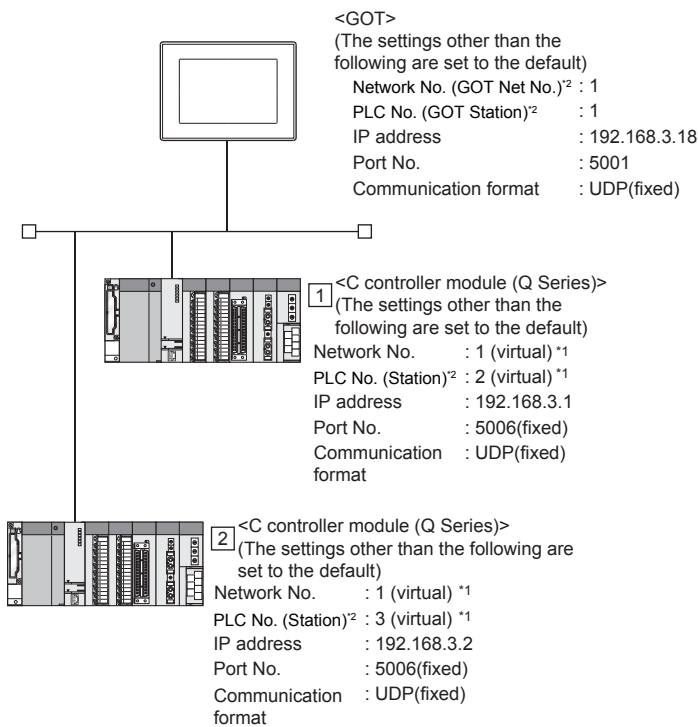 <GOT>
(The settings other than the
following are set to the default)
Network No. (GOT Net No.)*2 : 1
PLC No. (GOT Station)*2 : 1
IP address : 192.168.3.18
Port No. : 5001
Communication format : UDP(fixed)
1 <C controller module (Q Series)>
(The settings other than the
following are set to default)
Network No. : 1 (virtual) *1
PLC No. (Station)*2 : 2 (virtual) *1
IP address : 192.168.3.1
Port No. : 5006(fixed)
Communication : UDP(fixed)
format
2 <C controller module (Q Series)>
(The settings other than the following are
set to the default)
Network No. : 1 (virtual) *1
PLC No. (Station)*2 : 3 (virtual) *1
IP address : 192.168.3.2
Port No. : 5006(fixed)
Communication : UDP(fixed)
format